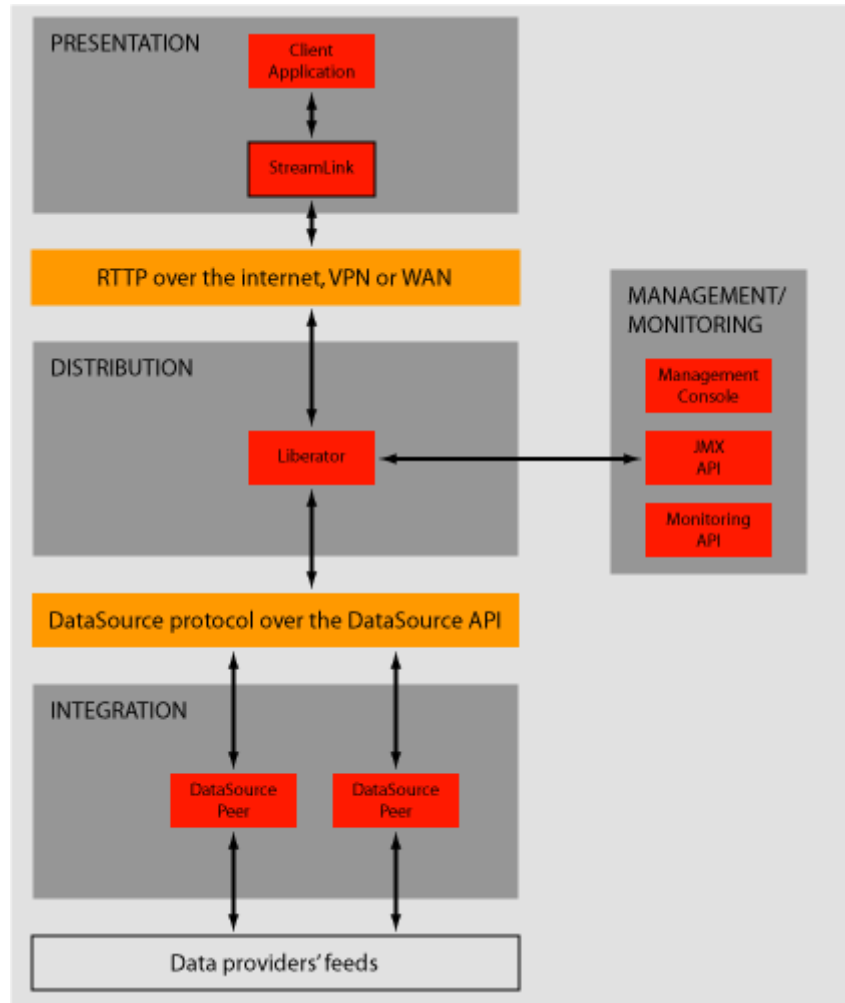 PRESENTATION
Client
Application
StreamLink
RTTP over the internet, VPN or WAN
MANAGEMENT/
MONITORING
DISTRIBUTION
Management
Console
Liberator
JMX
API
Monitoring
API
DataSource protocol over the DataSource API
INTEGRATION
DataSource
Peer
DataSource
Peer
Data providers' feeds